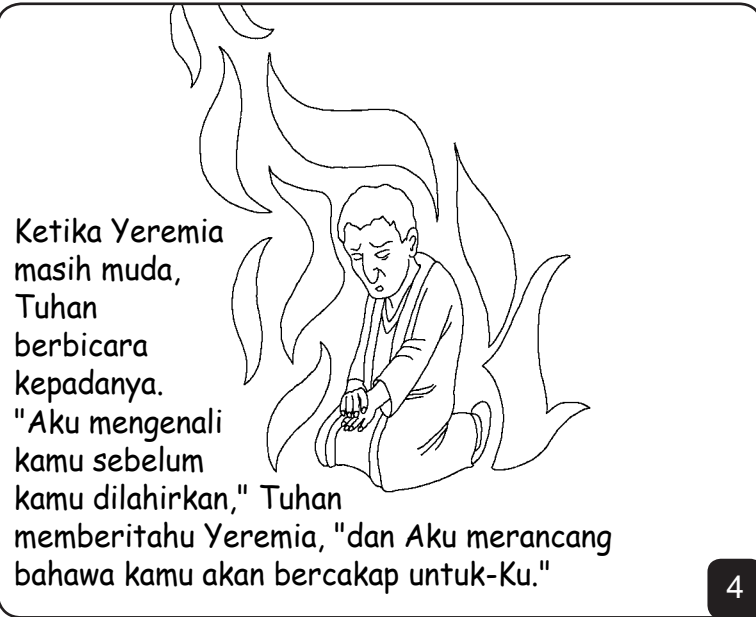 Ketika Yeremia
masih muda,
Tuhan
berbicara
kepadanya.
"Aku mengenali
kamu sebelum
kamu dilahirkan," Tuhan
memberitahu Yeremia, "dan Aku merancang
bahawa kamu akan bercakap untuk-Ku."
4